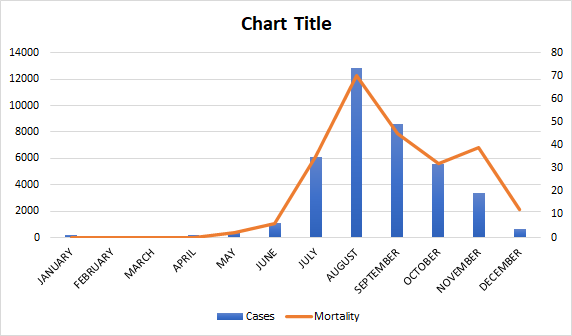 Chart Title
14000
12000
10000
8000
6000
4000
2000
0
80
70
60
50
40
30
20
10
0
JANUARY
FEBRUARY
MARCH
APRIL
MAY
JUNE
JULY
AUGUST
SEPTEMBER
OCTOBER
NOVEMBER
DECEMBER
Cases Mortality